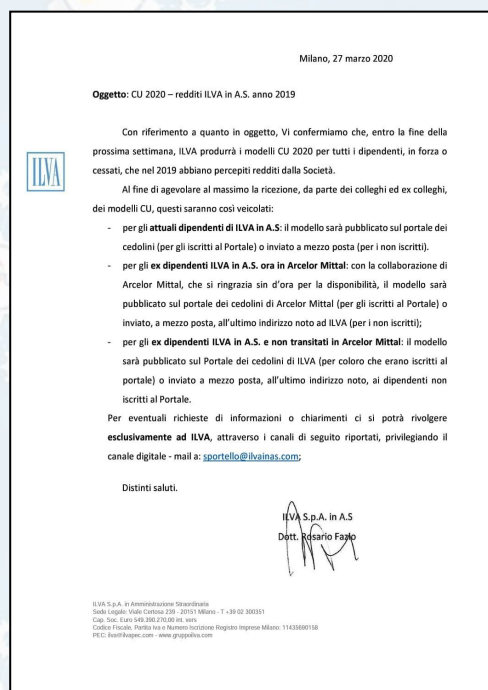 Milano, 27 marzo 2020
Oggetto: CU 2020 – redditi ILVA in A.S. anno 2019
Con riferimento a quanto in oggetto, Vi confermiamo che, entro la fine della
prossima settimana, ILVA produrrà i modelli CU 2020 per tutti i dipendenti, in forza o
cessati, che nel 2019 abbiano percepiti redditi dalla Società.
ILVA
Al fine di agevolare al massimo la ricezione, da parte dei colleghi ed ex colleghi,
dei modelli CU, questi saranno così veicolati:
- per gli attuali dipendenti di ILVA in A.S: il modello sarà pubblicato sul portale dei
cedolini (per gli iscritti al Portale) o inviato a mezzo posta (per i non iscritti).
- per gli ex dipendenti ILVA in A.S. ora in Arcelor Mittal: con la collaborazione di
Arcelor Mittal, che si ringrazia sin d’ora per la disponibilità, il modello sarà
pubblicato sul portale dei cedolini di Arcelor Mittal (per gli iscritti al Portale) o
inviato, a mezzo posta, all’ultimo indirizzo noto ad ILVA (per i non iscritti);
- per gli ex dipendenti ILVA in A.S. e non transitati in Arcelor Mittal: il modello
sarà pubblicato sul Portale dei cedolini di ILVA (per coloro che erano iscritti al
portale) o inviato a mezzo posta, all’ultimo indirizzo noto, ai dipendenti non
iscritti al Portale.
Per eventuali richieste di informazioni o chiarimenti ci si potrà rivolgere
esclusivamente ad ILVA, attraverso i canali di seguito riportati, privilegiando il
canale digitale - mail a: sportello@ilvainas.com;
Distinti saluti.
ILVA S.p.A. in A.S
Dott. Rosario Fazio
ILVA S.p.A. in Amministrazione Straordinaria
Sede Legale: Viale Certosa 239 - 20151 Milano - T +39 02 300351
Cap. Soc. Euro 549.390.270,00 int. vers
Codice Fiscale, Partita Iva e Numero Iscrizione Registro Imprese Milano: 11435690158
PEC: ilva@ilvapec.com - www.gruppoilva.com